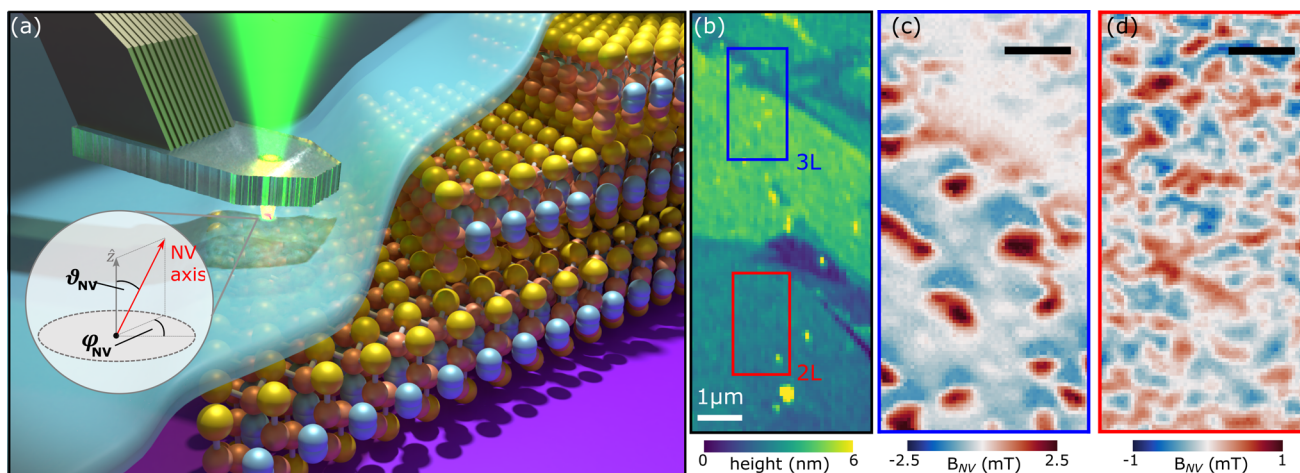 (a)
ẑ
NV
axis
ϑNV
φNV
(b)
3L
2L
1μm
0 height (nm) 6
(c)
-2.5 BNV (mT) 2.5
(d)
-1 BNV (mT) 1